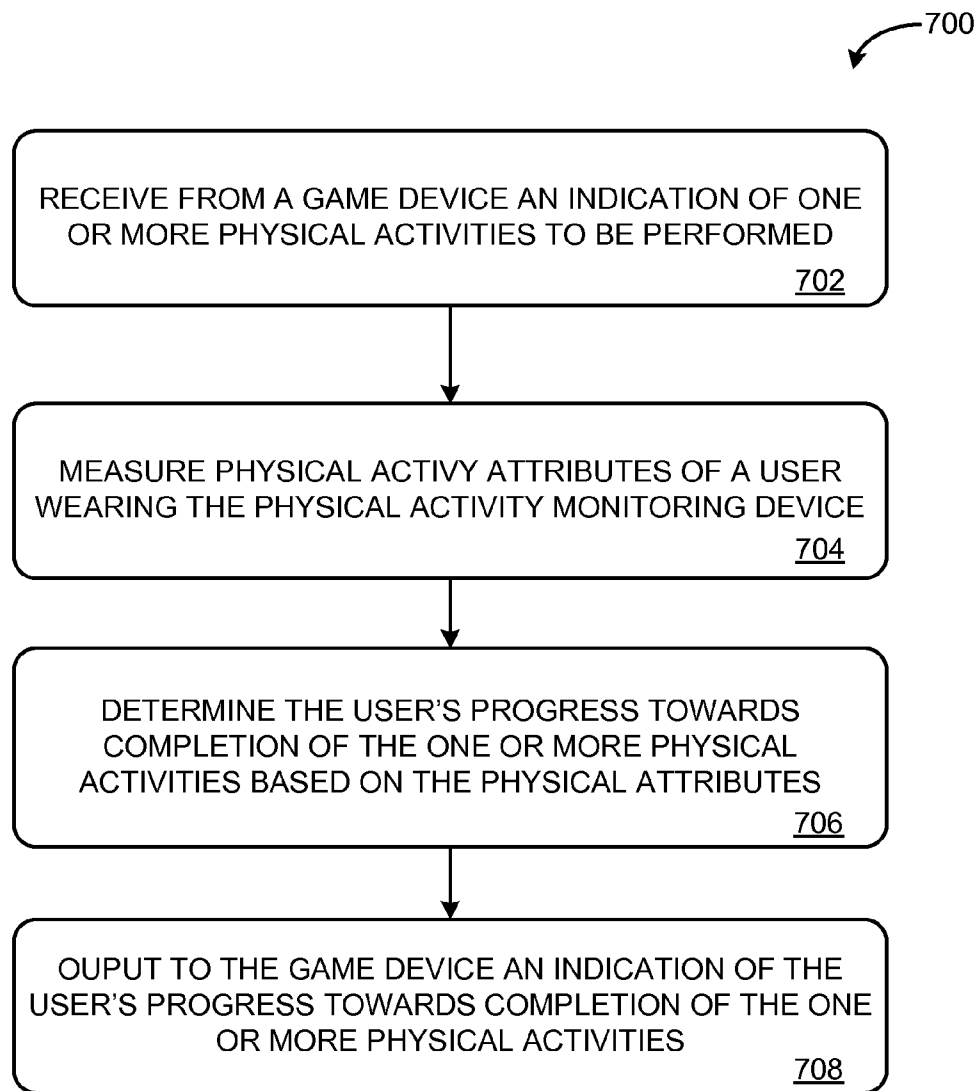 700
RECEIVE FROM A GAME DEVICE AN INDICATION OF ONE
OR MORE PHYSICAL ACTIVITIES TO BE PERFORMED
702
MEASURE PHYSICAL ACTIVY ATTRIBUTES OF A USER
WEARING THE PHYSICAL ACTIVITY MONITORING DEVICE
704
DETERMINE THE USER'S PROGRESS TOWARDS
COMPLETION OF THE ONE OR MORE PHYSICAL
ACTIVITIES BASED ON THE PHYSICAL ATTRIBUTES
706
OUPUT TO THE GAME DEVICE AN INDICATION OF THE
USER'S PROGRESS TOWARDS COMPLETION OF THE ONE
OR MORE PHYSICAL ACTIVITIES
708